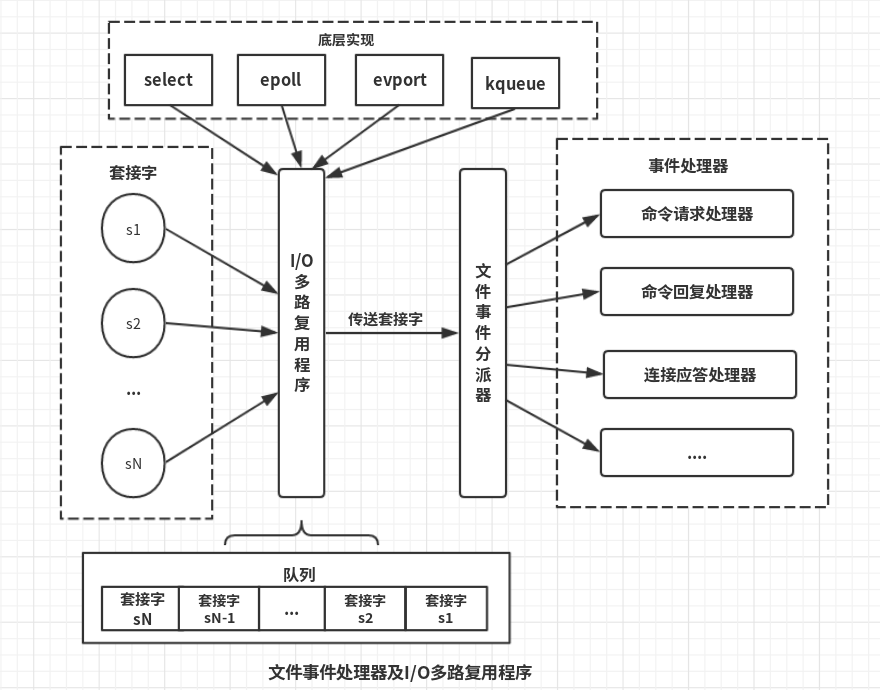 底层实现
select
epoll
evport
kqueue
套接字
s1
s2
...
sN
I/O
多
路
复
用
程
序
传送套接字
文
件
事
件
分
派
器
事件处理器
命令请求处理器
命令回复处理器
连接应答处理器
....
队列
套接字
sN
套接字
sN-1
...
套接字
s2
套接字
s1
文件事件处理器及I/O多路复用程序